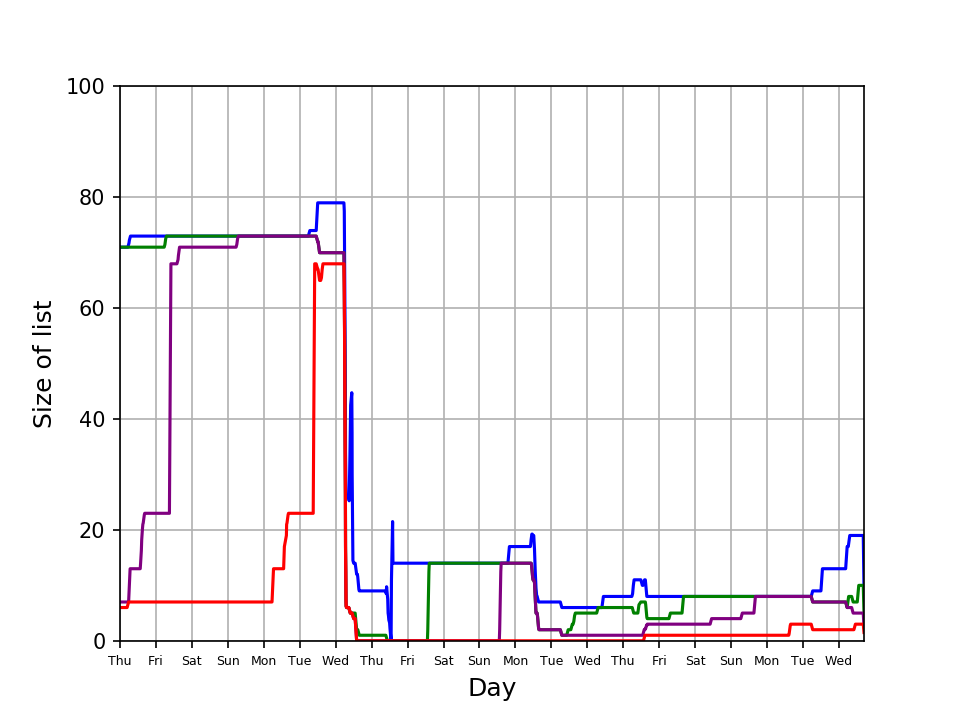 100
80
60
40
20
0
Size of list
Thu Fri Sat Sun Mon Tue Wed Thu Fri Sat Sun Mon Tue Wed Thu Fri Sat Sun Mon Tue Wed
Day